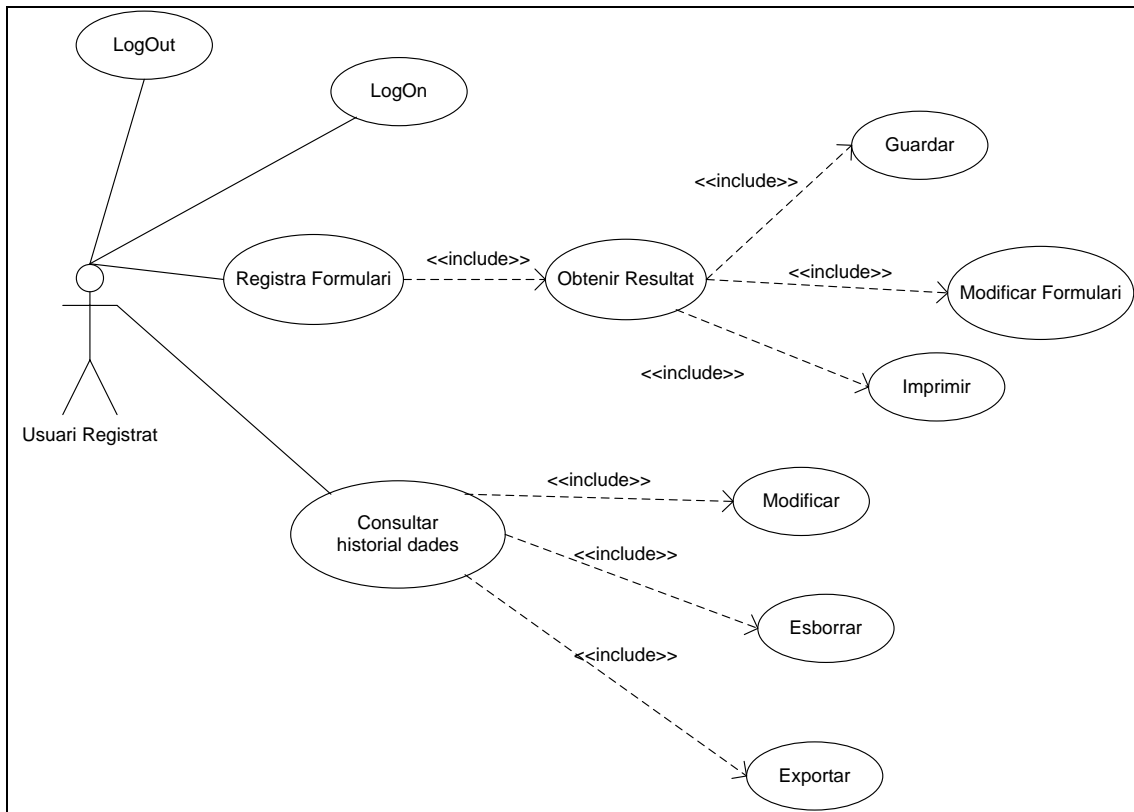 LogOut
LogOn
Guardar
<<include>>
<<include>>
<<include>>
Registra Formulari
Obtenir Resultat
Modificar Formulari
<<include>>
Imprimir
Usuari Registrat
<<include>>
Modificar
Consultar
historial dades
<<include>>
Esborrar
<<include>>
Exportar